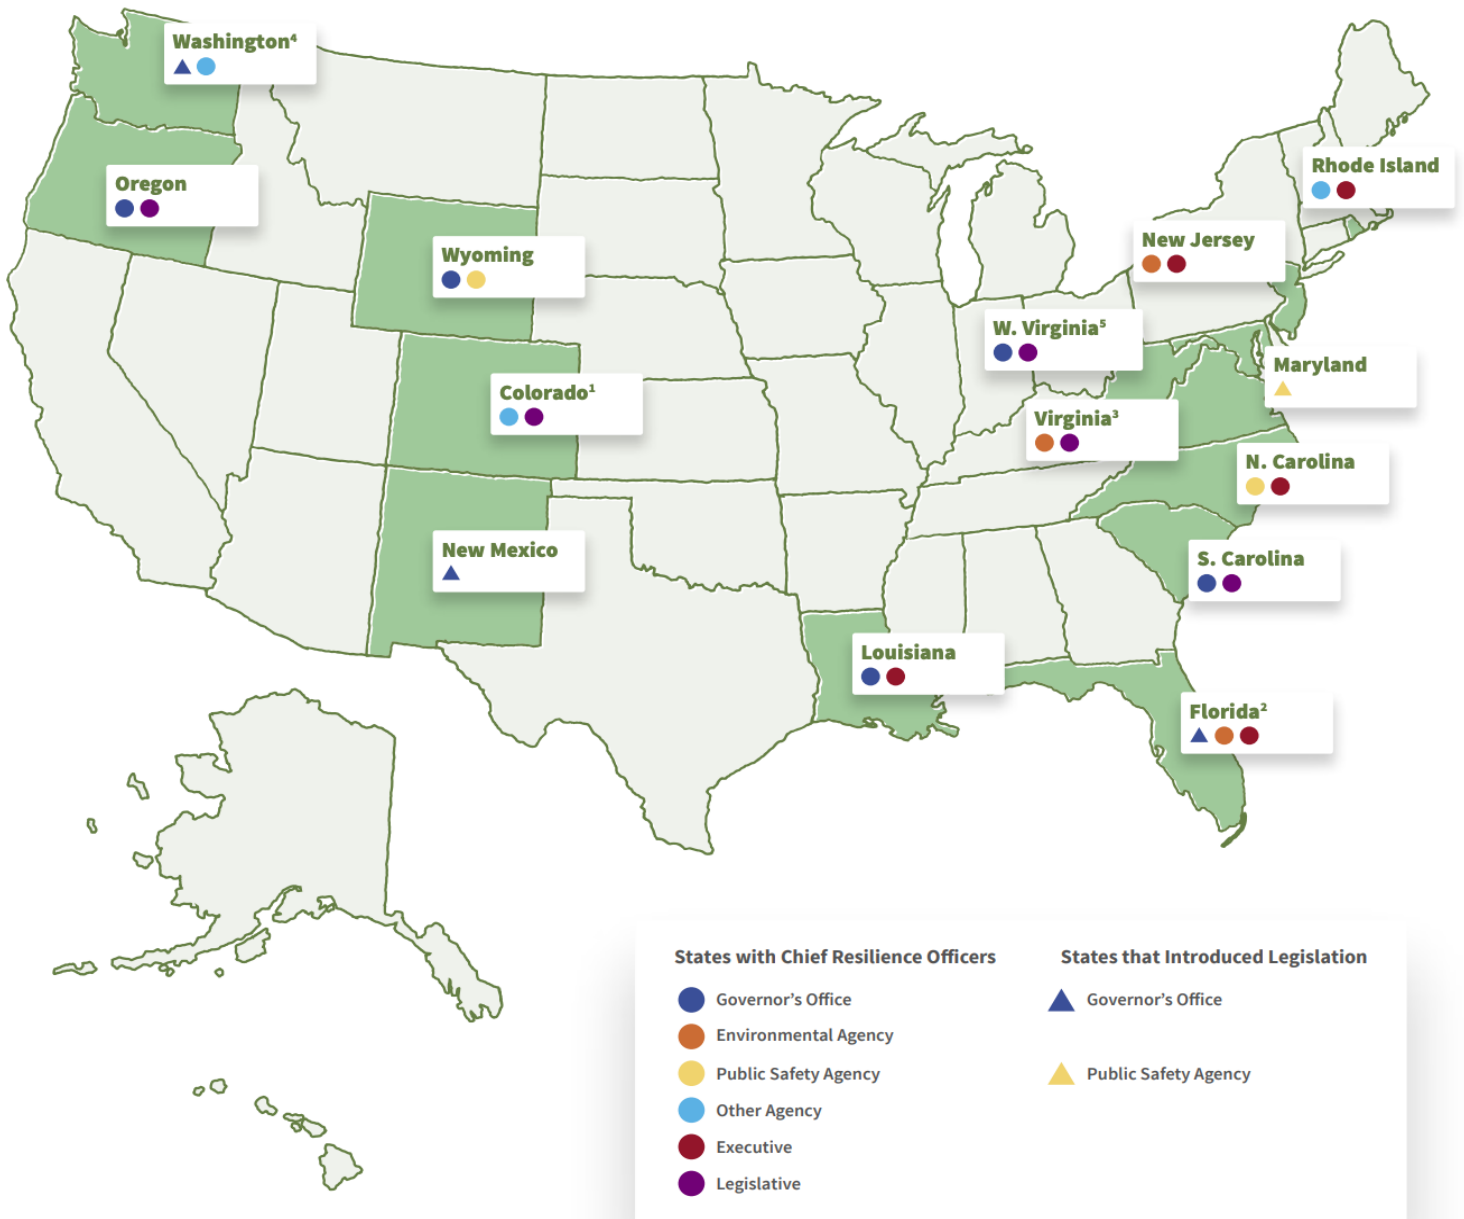 Washington⁴
Rhode Island
Oregon
New Jersey
Wyoming
W. Virginia⁵
Maryland
Colorado¹
Virginia³
N. Carolina
New Mexico
S. Carolina
Louisiana
Florida²
States with Chief Resilience Officers
Governor's Office
Environmental Agency
Public Safety Agency
Other Agency
Executive
Legislative
States that Introduced Legislation
Governor's Office
Public Safety Agency